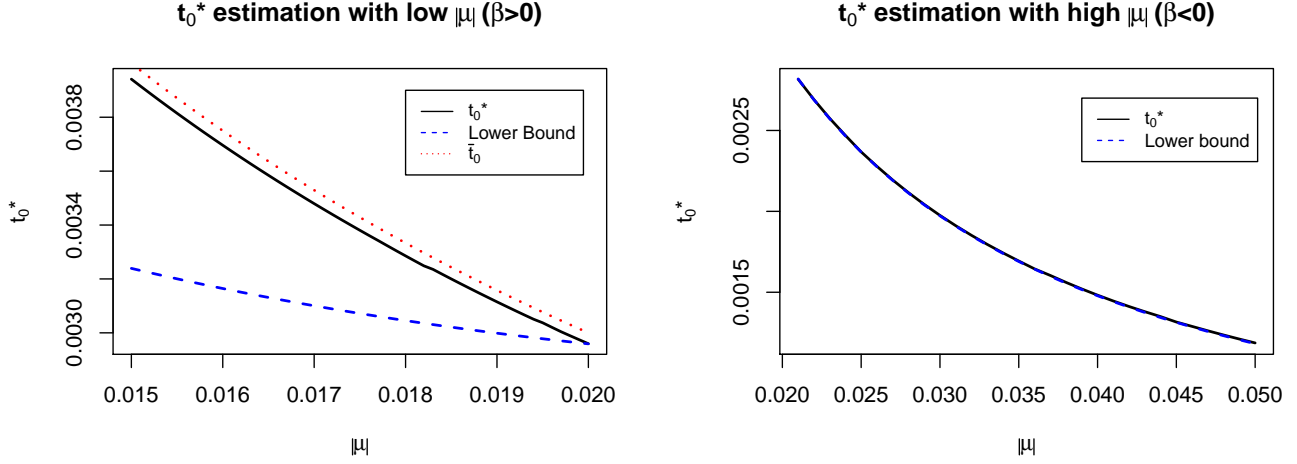 t₀* estimation with low |μ| (β>0)
t₀*
0.0030
0.0034
0.0038
t₀*
Lower Bound
t̄₀
0.015
0.016
0.017
0.018
0.019
0.020
|μ|
t₀* estimation with high |μ| (β<0)
t₀*
0.0015
0.0025
t₀*
Lower bound
0.020
0.025
0.030
0.035
0.040
0.045
0.050
|μ|